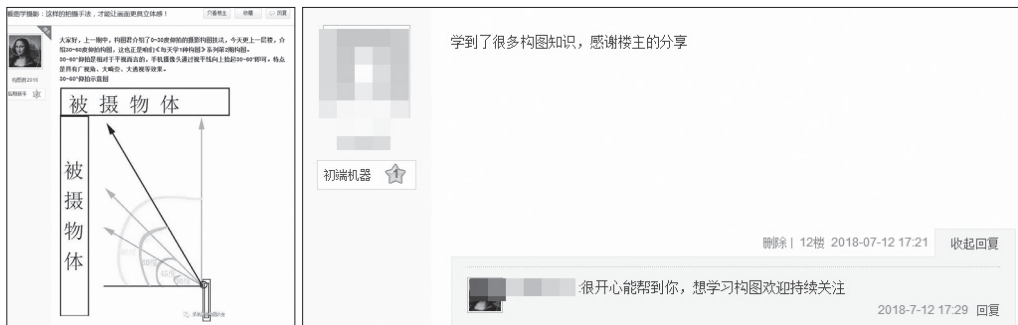 跟图学摄影：这样的拍摄手法，才能让画面更具立体感！
只看楼主
收藏
回复
大家好，上一期中，构图君介绍了0-30度仰拍的摄影构图技法，今天更上一层楼，介
绍30-60度仰拍构图，这也正是咱们《每天学1种构图》系列第2期构图。
30-60°仰拍是相对于平视而言的，手机摄像头通过视平线向上抬起30-60°即可。特点
是具有广视角、大畸变、大透视等效果。
30-60°仰拍示意图
构图君2016
被摄物体
被
摄
物
体
学到了很多构图知识，感谢楼主的分享
初端机器 1
删除 | 12楼 2018-07-12 17:21 收起回复
:很开心能帮到你，想学习构图欢迎持续关注
2018-7-12 17:29 回复